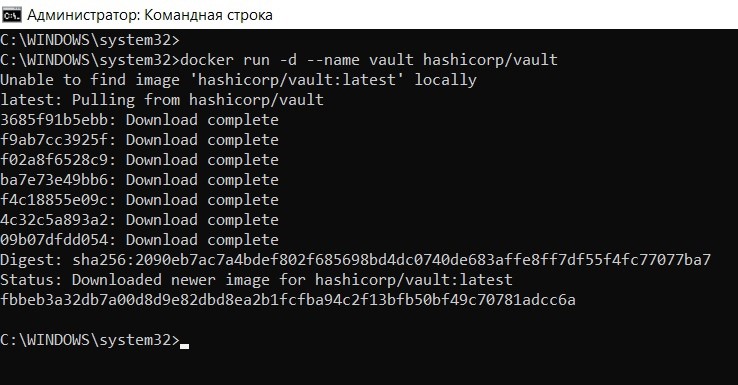 Администратор: Командная строка
C:\WINDOWS\system32>
C:\WINDOWS\system32>docker run -d --name vault hashicorp/vault
Unable to find image 'hashicorp/vault:latest' locally
latest: Pulling from hashicorp/vault
3685f91b5ebb: Download complete
f9ab7cc3925f: Download complete
f02a8f6528c9: Download complete
ba7e73e49bb6: Download complete
f4c18855e09c: Download complete
4c32c5a893a2: Download complete
09b07dfdd054: Download complete
Digest: sha256:2090eb7ac7a4bdef802f685698bd4dc0740de683affe8ff7df55f4fc77077ba7
Status: Downloaded newer image for hashicorp/vault:latest
fbbeb3a32db7a00d8d9e82dbd8ea2b1fcfba94c2f13bfb50bf49c70781adcc6a
C:\WINDOWS\system32>